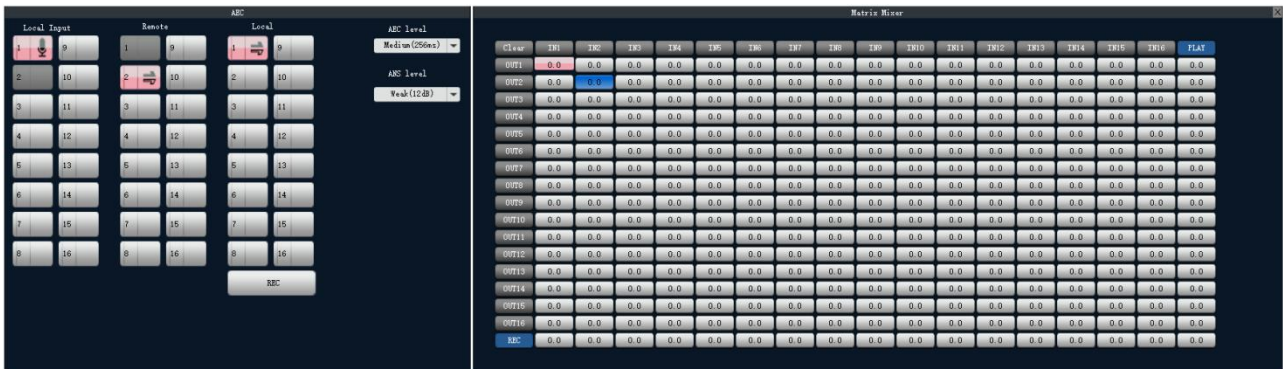 AEC
Local Input Remote Local
AEC level
Medium(256ms)
ANS level
Weak(12dB)
1 9 1 9 1 9
2 10 2 10 2 10
3 11 3 11 3 11
4 12 4 12 4 12
5 13 5 13 5 13
6 14 6 14 6 14
7 15 7 15 7 15
8 16 8 16 8 16
REC
Matrix Mixer
Clear IN1 IN2 IN3 IN4 IN5 IN6 IN7 IN8 IN9 IN10 IN11 IN12 IN13 IN14 IN15 IN16 PLAY
OUT1 0.0 0.0 0.0 0.0 0.0 0.0 0.0 0.0 0.0 0.0 0.0 0.0 0.0 0.0 0.0 0.0 0.0
OUT2 0.0 0.0 0.0 0.0 0.0 0.0 0.0 0.0 0.0 0.0 0.0 0.0 0.0 0.0 0.0 0.0 0.0
OUT3 0.0 0.0 0.0 0.0 0.0 0.0 0.0 0.0 0.0 0.0 0.0 0.0 0.0 0.0 0.0 0.0 0.0
OUT4 0.0 0.0 0.0 0.0 0.0 0.0 0.0 0.0 0.0 0.0 0.0 0.0 0.0 0.0 0.0 0.0 0.0
OUT5 0.0 0.0 0.0 0.0 0.0 0.0 0.0 0.0 0.0 0.0 0.0 0.0 0.0 0.0 0.0 0.0 0.0
OUT6 0.0 0.0 0.0 0.0 0.0 0.0 0.0 0.0 0.0 0.0 0.0 0.0 0.0 0.0 0.0 0.0 0.0
OUT7 0.0 0.0 0.0 0.0 0.0 0.0 0.0 0.0 0.0 0.0 0.0 0.0 0.0 0.0 0.0 0.0 0.0
OUT8 0.0 0.0 0.0 0.0 0.0 0.0 0.0 0.0 0.0 0.0 0.0 0.0 0.0 0.0 0.0 0.0 0.0
OUT9 0.0 0.0 0.0 0.0 0.0 0.0 0.0 0.0 0.0 0.0 0.0 0.0 0.0 0.0 0.0 0.0 0.0
OUT10 0.0 0.0 0.0 0.0 0.0 0.0 0.0 0.0 0.0 0.0 0.0 0.0 0.0 0.0 0.0 0.0 0.0
OUT11 0.0 0.0 0.0 0.0 0.0 0.0 0.0 0.0 0.0 0.0 0.0 0.0 0.0 0.0 0.0 0.0 0.0
OUT12 0.0 0.0 0.0 0.0 0.0 0.0 0.0 0.0 0.0 0.0 0.0 0.0 0.0 0.0 0.0 0.0 0.0
OUT13 0.0 0.0 0.0 0.0 0.0 0.0 0.0 0.0 0.0 0.0 0.0 0.0 0.0 0.0 0.0 0.0 0.0
OUT14 0.0 0.0 0.0 0.0 0.0 0.0 0.0 0.0 0.0 0.0 0.0 0.0 0.0 0.0 0.0 0.0 0.0
OUT15 0.0 0.0 0.0 0.0 0.0 0.0 0.0 0.0 0.0 0.0 0.0 0.0 0.0 0.0 0.0 0.0 0.0
OUT16 0.0 0.0 0.0 0.0 0.0 0.0 0.0 0.0 0.0 0.0 0.0 0.0 0.0 0.0 0.0 0.0 0.0
REC 0.0 0.0 0.0 0.0 0.0 0.0 0.0 0.0 0.0 0.0 0.0 0.0 0.0 0.0 0.0 0.0 0.0